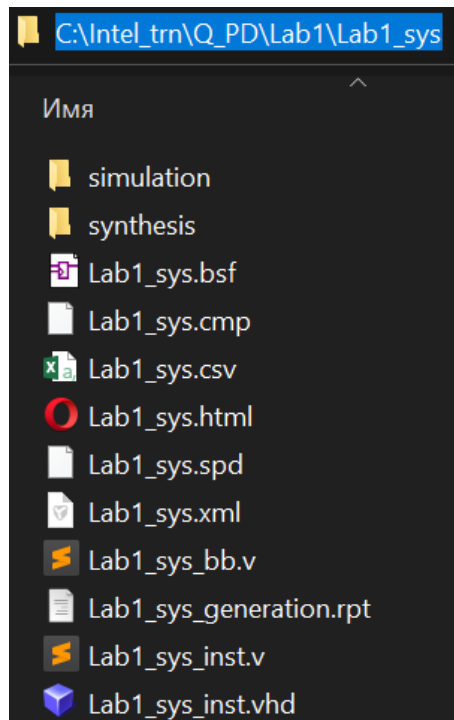 C:\Intel_trn\Q_PD\Lab1\Lab1_sys
Имя
simulation
synthesis
Lab1_sys.bsf
Lab1_sys.cmp
Lab1_sys.csv
Lab1_sys.html
Lab1_sys.spd
Lab1_sys.xml
Lab1_sys_bb.v
Lab1_sys_generation.rpt
Lab1_sys_inst.v
Lab1_sys_inst.vhd